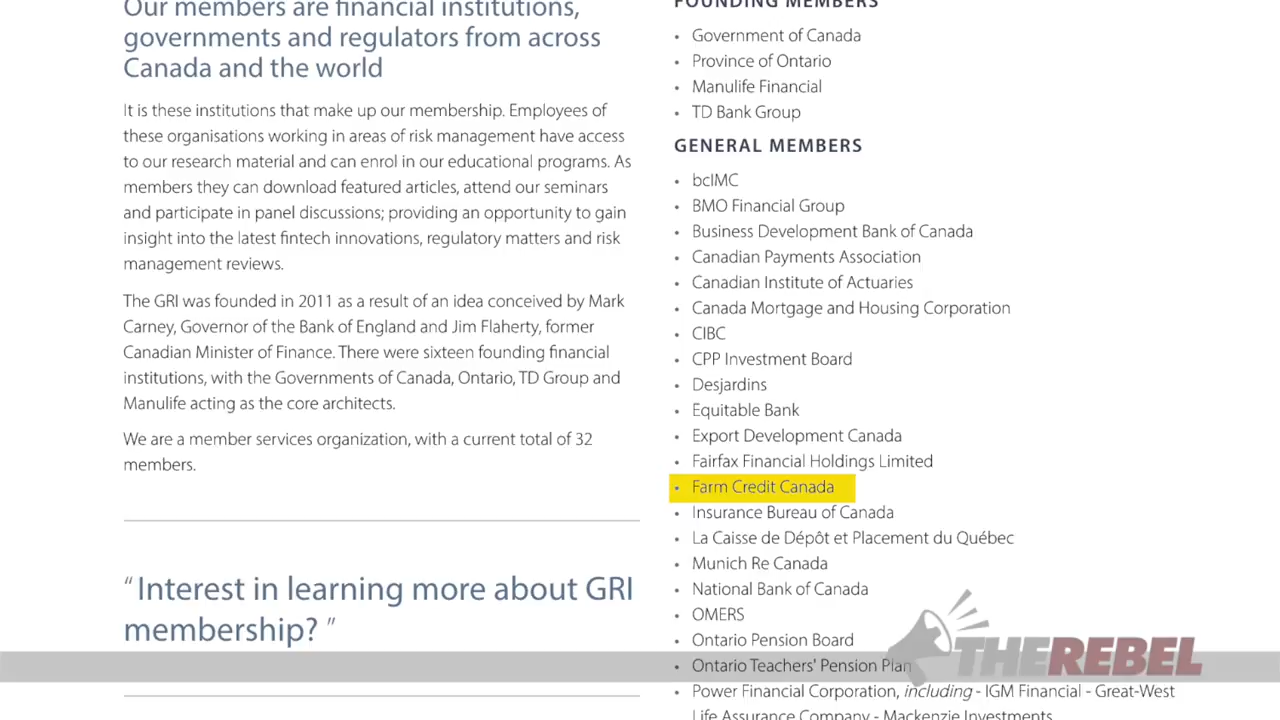 Our members are financial institutions,
governments and regulators from across
Canada and the world
It is these institutions that make up our membership. Employees of
these organisations working in areas of risk management have access
to our research material and can enrol in our educational programs. As
members they can download featured articles, attend our seminars
and participate in panel discussions; providing an opportunity to gain
insight into the latest fintech innovations, regulatory matters and risk
management reviews.
The GRI was founded in 2011 as a result of an idea conceived by Mark
Carney, Governor of the Bank of England and Jim Flaherty, former
Canadian Minister of Finance. There were sixteen founding financial
institutions, with the Governments of Canada, Ontario, TD Group and
Manulife acting as the core architects.
We are a member services organization, with a current total of 32
members.
“Interest in learning more about GRI
membership? ”
FOUNDING MEMBERS
• Government of Canada
• Province of Ontario
• Manulife Financial
• TD Bank Group
GENERAL MEMBERS
• bcIMC
• BMO Financial Group
• Business Development Bank of Canada
• Canadian Payments Association
• Canadian Institute of Actuaries
• Canada Mortgage and Housing Corporation
• CIBC
• CPP Investment Board
• Desjardins
• Equitable Bank
• Export Development Canada
• Fairfax Financial Holdings Limited
• Farm Credit Canada
• Insurance Bureau of Canada
• La Caisse de Dépôt et Placement du Québec
• Munich Re Canada
• National Bank of Canada
• OMERS
• Ontario Pension Board
• Ontario Teachers' Pension Plan
• Power Financial Corporation, including - IGM Financial - Great-West
Life Assurance Company - Mackenzie Investments
THEREBEL